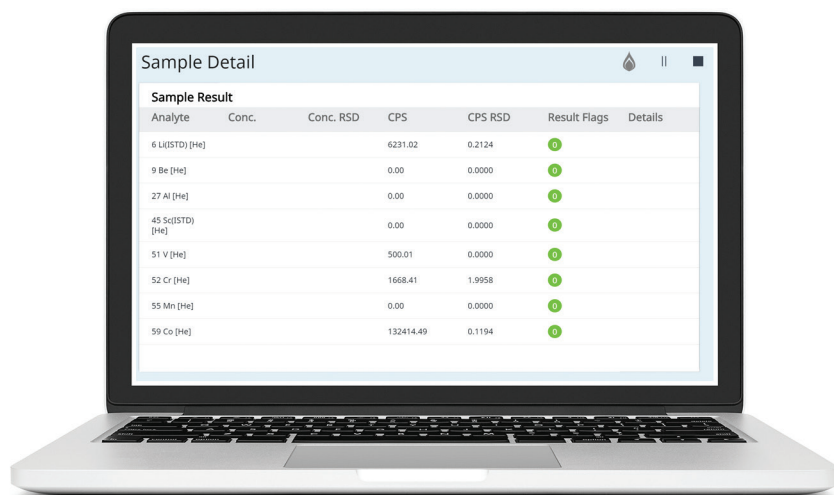 Sample Detail
Sample Result
Analyte Conc. Conc. RSD CPS CPS RSD Result Flags Details
6 Li(ISTD) [He] 6231.02 0.2124 0
9 Be [He] 0.00 0.0000 0
27 Al [He] 0.00 0.0000 0
45 Sc(ISTD)
[He] 0.00 0.0000 0
51 V [He] 500.01 0.0000 0
52 Cr [He] 1668.41 1.9958 0
55 Mn [He] 0.00 0.0000 0
59 Co [He] 132414.49 0.1194 0